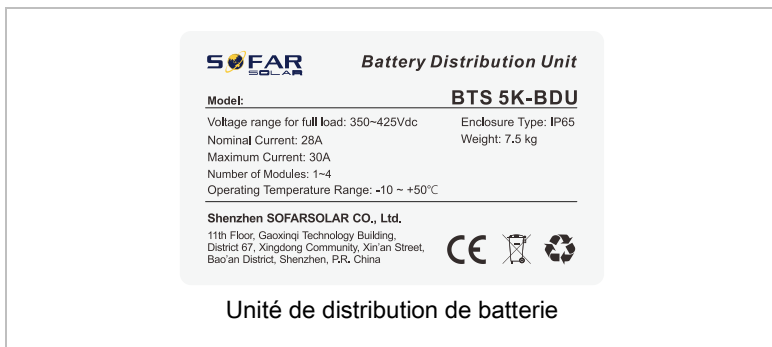 SOFAR
SOLAR
Battery Distribution Unit
Model: BTS 5K-BDU
Voltage range for full load: 350~425Vdc
Enclosure Type: IP65
Nominal Current: 28A
Weight: 7.5 kg
Maximum Current: 30A
Number of Modules: 1~4
Operating Temperature Range: -10 ~ +50℃
Shenzhen SOFARSOLAR CO., Ltd.
11th Floor, Gaoxinqi Technology Building,
District 67, Xingdong Community, Xin'an Street,
Bao'an District, Shenzhen, P.R. China
CE
Unité de distribution de batterie